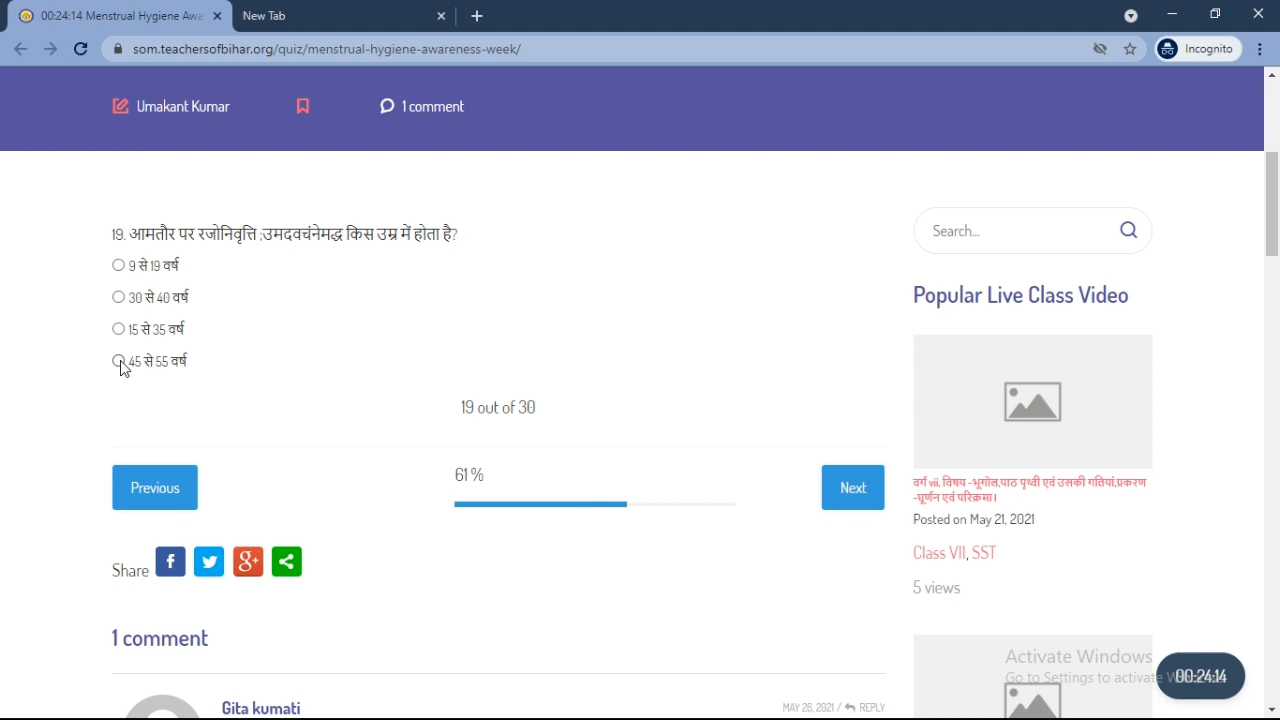 00:24:14 Menstrual Hygiene Awa
New Tab
som.teachersofbihar.org/quiz/menstrual-hygiene-awareness-week/
Incognito
Umakant Kumar
1 comment
19. आमतौर पर रजोनिवृत्ति ;उमदवचंनेमद्ध किस उम्र में होता है?
9 से 19 वर्ष
30 से 40 वर्ष
15 से 35 वर्ष
45 से 55 वर्ष
19 out of 30
61 %
Previous
Next
Share
1 comment
Gita kumati
MAY 26, 2021 / REPLY
Search...
Popular Live Class Video
वर्ग vii, विषय -भूगोल,पाठ पृथ्वी एवं उसकी गतियां,प्रकरण
-घूर्णन एवं परिक्रमा।
Posted on May 21, 2021
Class VII, SST
5 views
Activate Windows
Go to Settings to activate
00:24:14